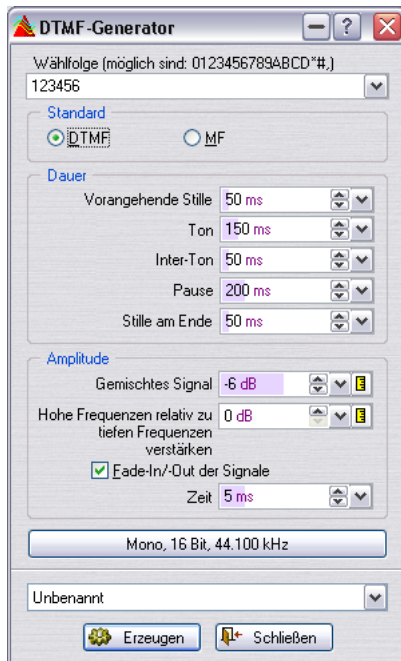 DTMF-Generator
Wählfolge (möglich sind: 0123456789ABCD*#,)
123456
Standard
DTMF MF
Dauer
Vorangehende Stille 50 ms
Ton 150 ms
Inter-Ton 50 ms
Pause 200 ms
Stille am Ende 50 ms
Amplitude
Gemischtes Signal -6 dB
Hohe Frequenzen relativ zu 0 dB
tiefen Frequenzen
verstärken
Fade-In/-Out der Signale
Zeit 5 ms
Mono, 16 Bit, 44.100 kHz
Unbenannt
Erzeugen Schließen